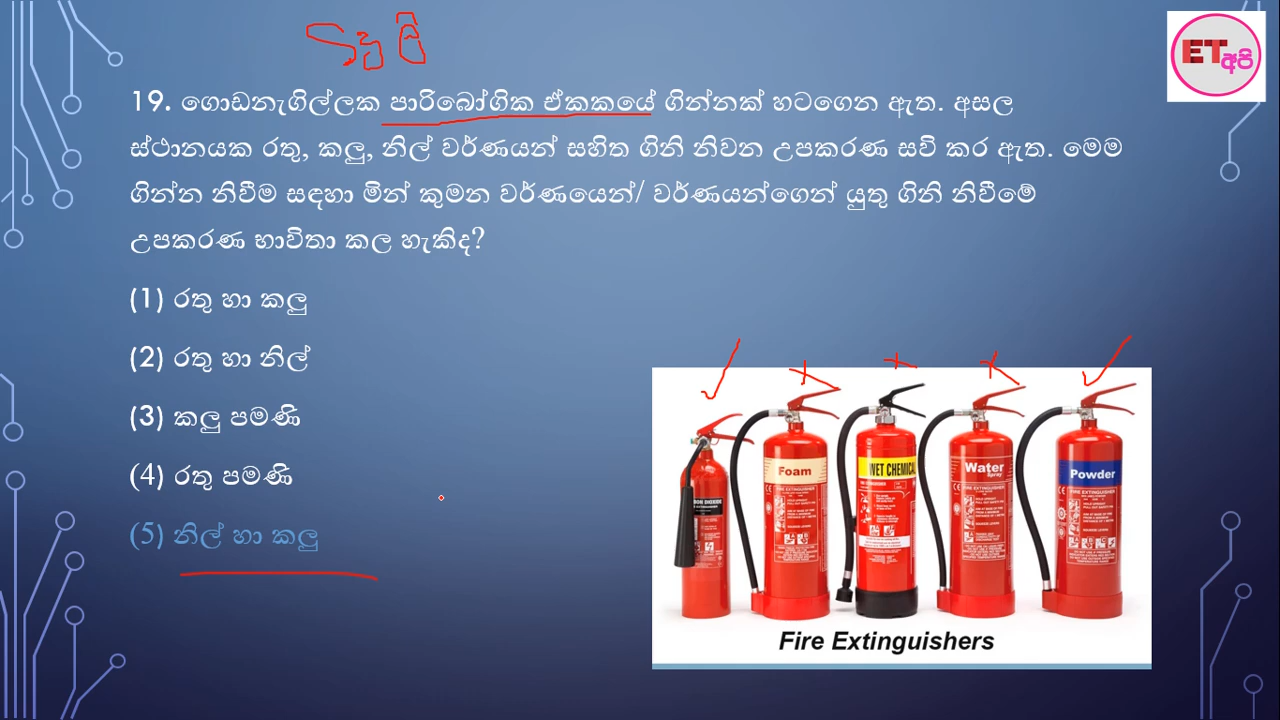 ET අපි
19. ගොඩනැගිල්ලක පාරිබෝගික ඒකකයේ ගින්නක් හටගෙන ඇත. අසල
ස්ථානයක රතු, කලු, නිල් වර්ණයන් සහිත ගිනි නිවන උපකරණ සවි කර ඇත. මෙම
ගින්න නිවීම සඳහා මින් කුමන වර්ණයෙන්/ වර්ණයන්ගෙන් යුතු ගිනි නිවීමේ
උපකරණ භාවිතා කල හැකිද?
(1) රතු හා කලු
(2) රතු හා නිල්
(3) කලු පමණි
(4) රතු පමණි
(5) නිල් හා කලු
Foam
WET CHEMICAL
Water
Spray
Powder
Fire Extinguishers